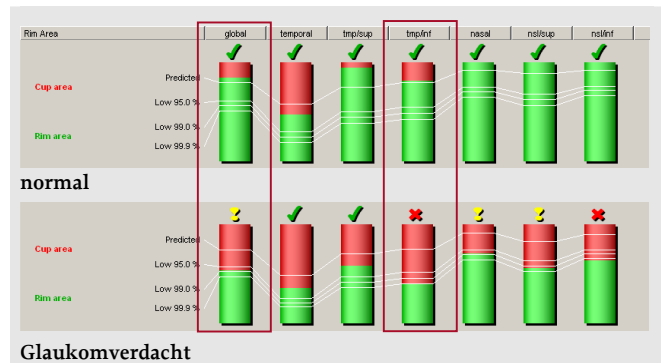 Rim Area global temporal tmp/sup tmp/inf nasal nsl/sup nsl/inf
Predicted
Cup area
Low 95.0 %
Low 99.0 %
Rim area
Low 99.9 %
normal
Predicted
Cup area
Low 95.0 %
Low 99.0 %
Rim area
Low 99.9 %
Glaukomverdacht